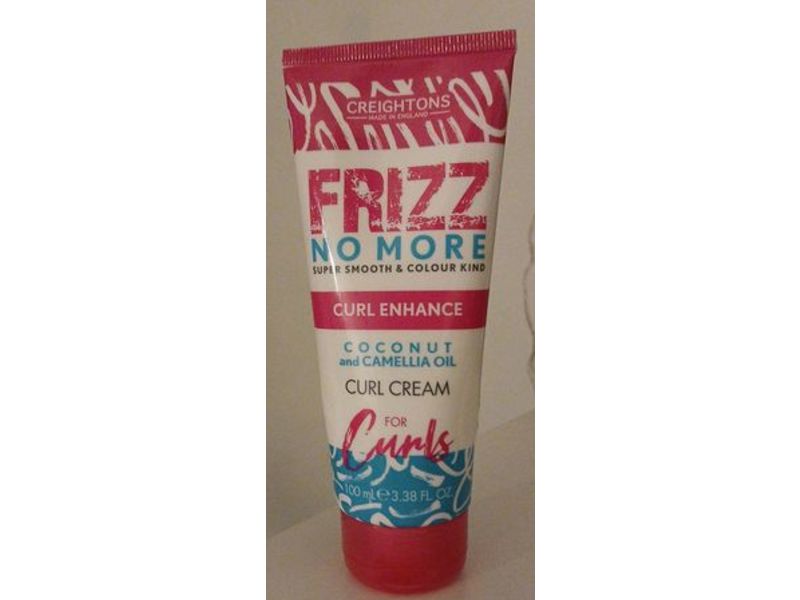 CREIGHTONS
MADE IN ENGLAND
FRIZZ
NO MORE
SUPER SMOOTH & COLOUR KIND
CURL ENHANCE
COCONUT
and CAMELLIA OIL
CURL CREAM
FOR
Curls
100 mL e 3.38 FL. OZ.